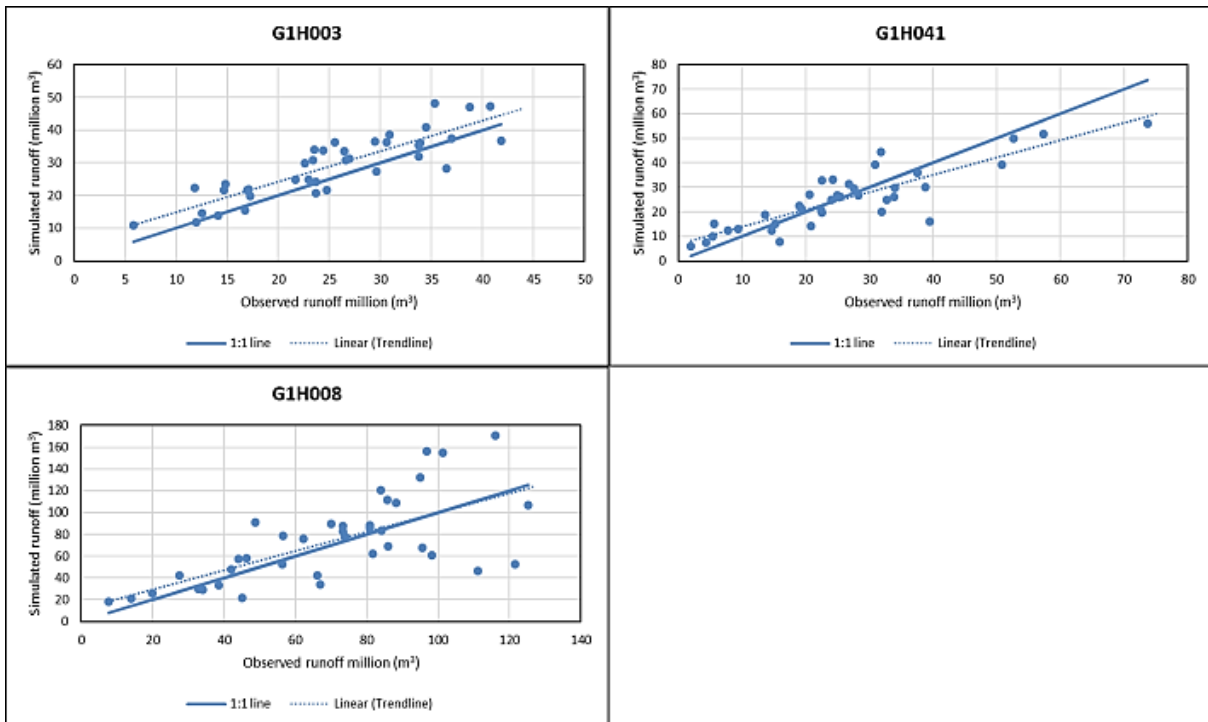 G1H003
Simulated runoff (million m³)
60
50
40
30
20
10
0
0 5 10 15 20 25 30 35 40 45 50
Observed runoff million (m³)
1:1 line Linear (Trendline)
G1H041
Simulated runoff (million m³)
80
70
60
50
40
30
20
10
0
0 10 20 30 40 50 60 70 80
Observed runoff million (m³)
1:1 line Linear (Trendline)
G1H008
Simulated runoff (million m³)
180
160
140
120
100
80
60
40
20
0
0 20 40 60 80 100 120 140
Observed runoff million (m³)
1:1 line Linear (Trendline)